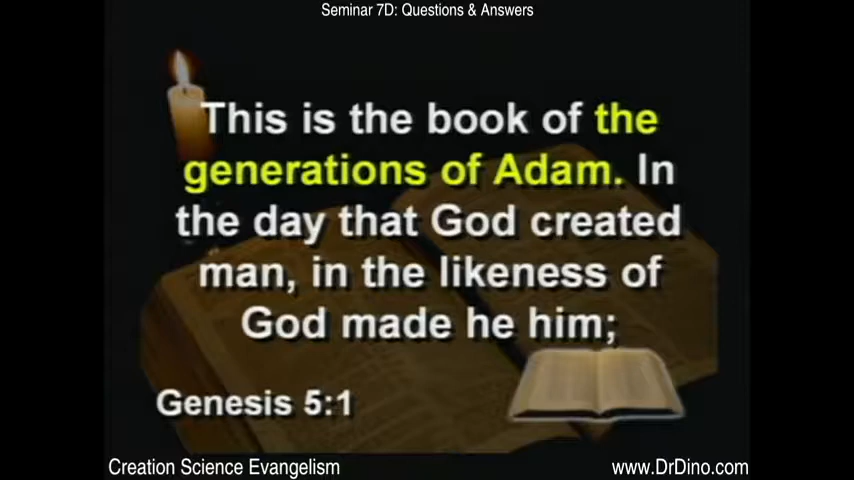 Seminar 7D: Questions & Answers
This is the book of the
generations of Adam. In
the day that God created
man, in the likeness of
God made he him;
Genesis 5:1
Creation Science Evangelism
www.DrDino.com